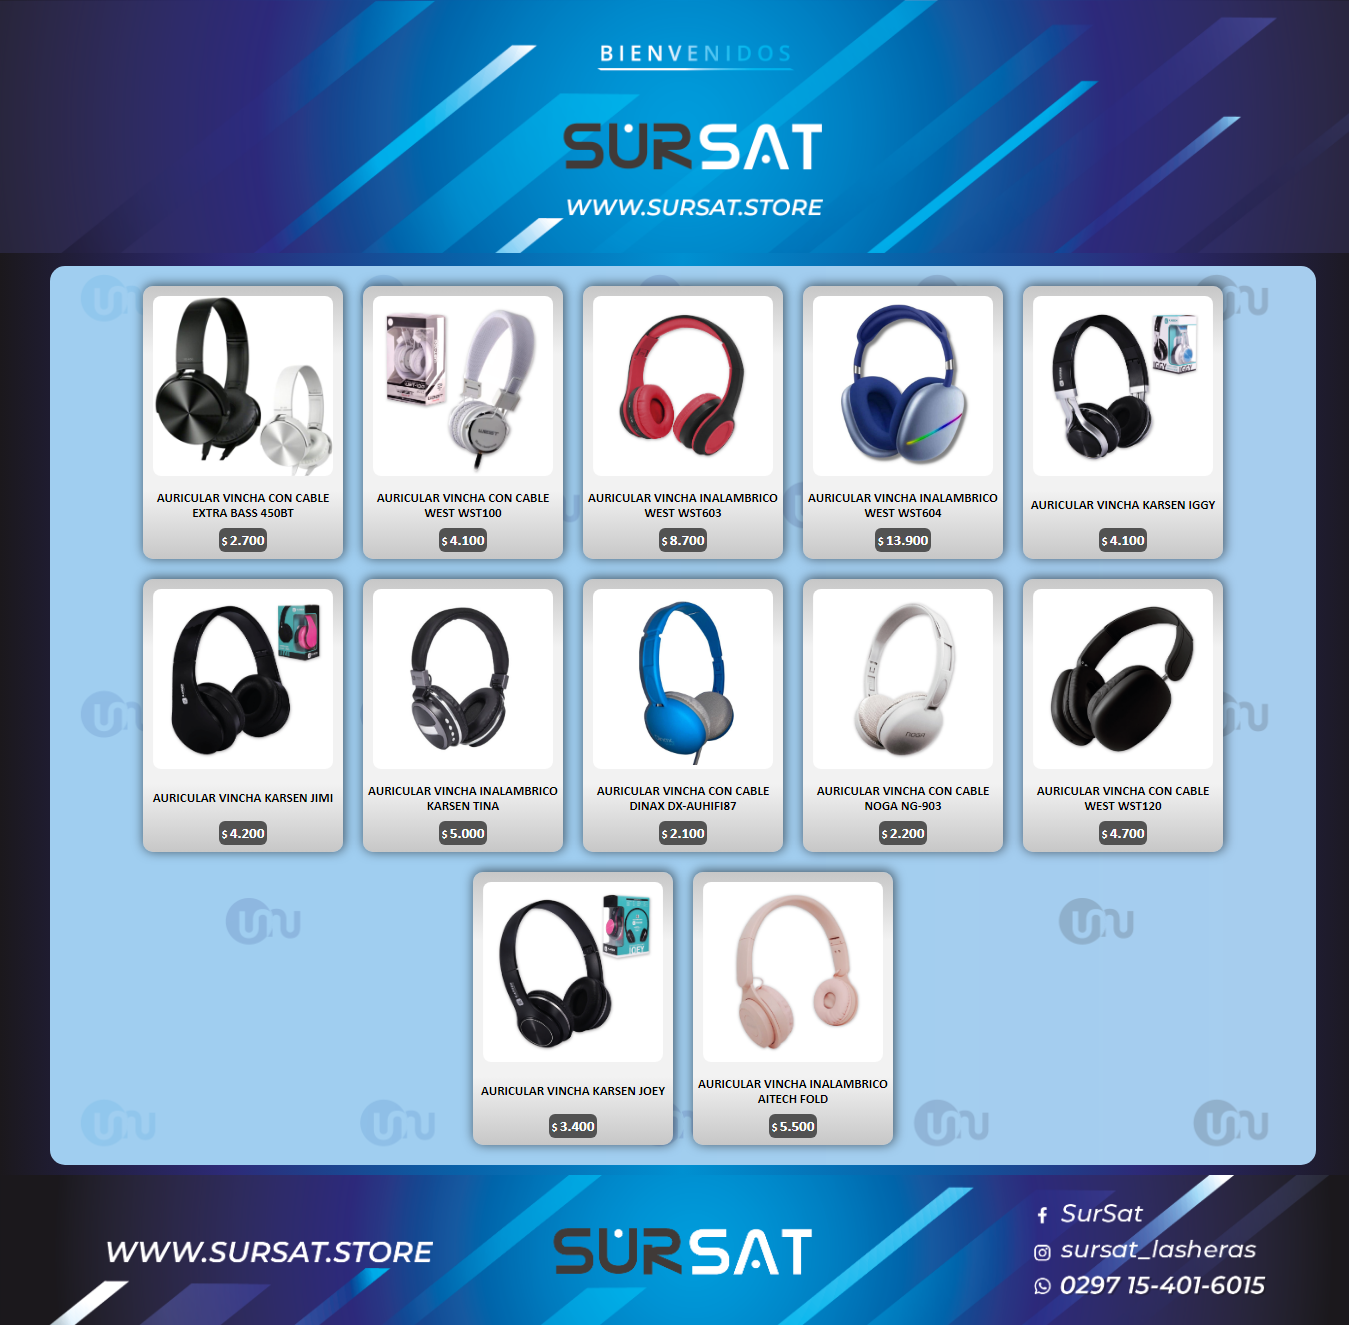 BIENVENIDOS
SURSAT
WWW.SURSAT.STORE
AURICULAR VINCHA CON CABLE
EXTRA BASS 450BT
$ 2.700
AURICULAR VINCHA CON CABLE
WEST WST100
$ 4.100
AURICULAR VINCHA INALAMBRICO
WEST WST603
$ 8.700
AURICULAR VINCHA INALAMBRICO
WEST WST604
$ 13.900
IGGY
IGGY
AURICULAR VINCHA KARSEN IGGY
$ 4.100
AURICULAR VINCHA KARSEN JIMI
$ 4.200
AURICULAR VINCHA INALAMBRICO
KARSEN TINA
$ 5.000
AURICULAR VINCHA CON CABLE
DINAX DX-AUHIFI87
$ 2.100
NOGA
AURICULAR VINCHA CON CABLE
NOGA NG-903
$ 2.200
AURICULAR VINCHA CON CABLE
WEST WST120
$ 4.700
JOEY
AURICULAR VINCHA KARSEN JOEY
$ 3.400
AURICULAR VINCHA INALAMBRICO
AITECH FOLD
$ 5.500
WWW.SURSAT.STORE
SURSAT
SurSat
sursat_lasheras
0297 15-401-6015